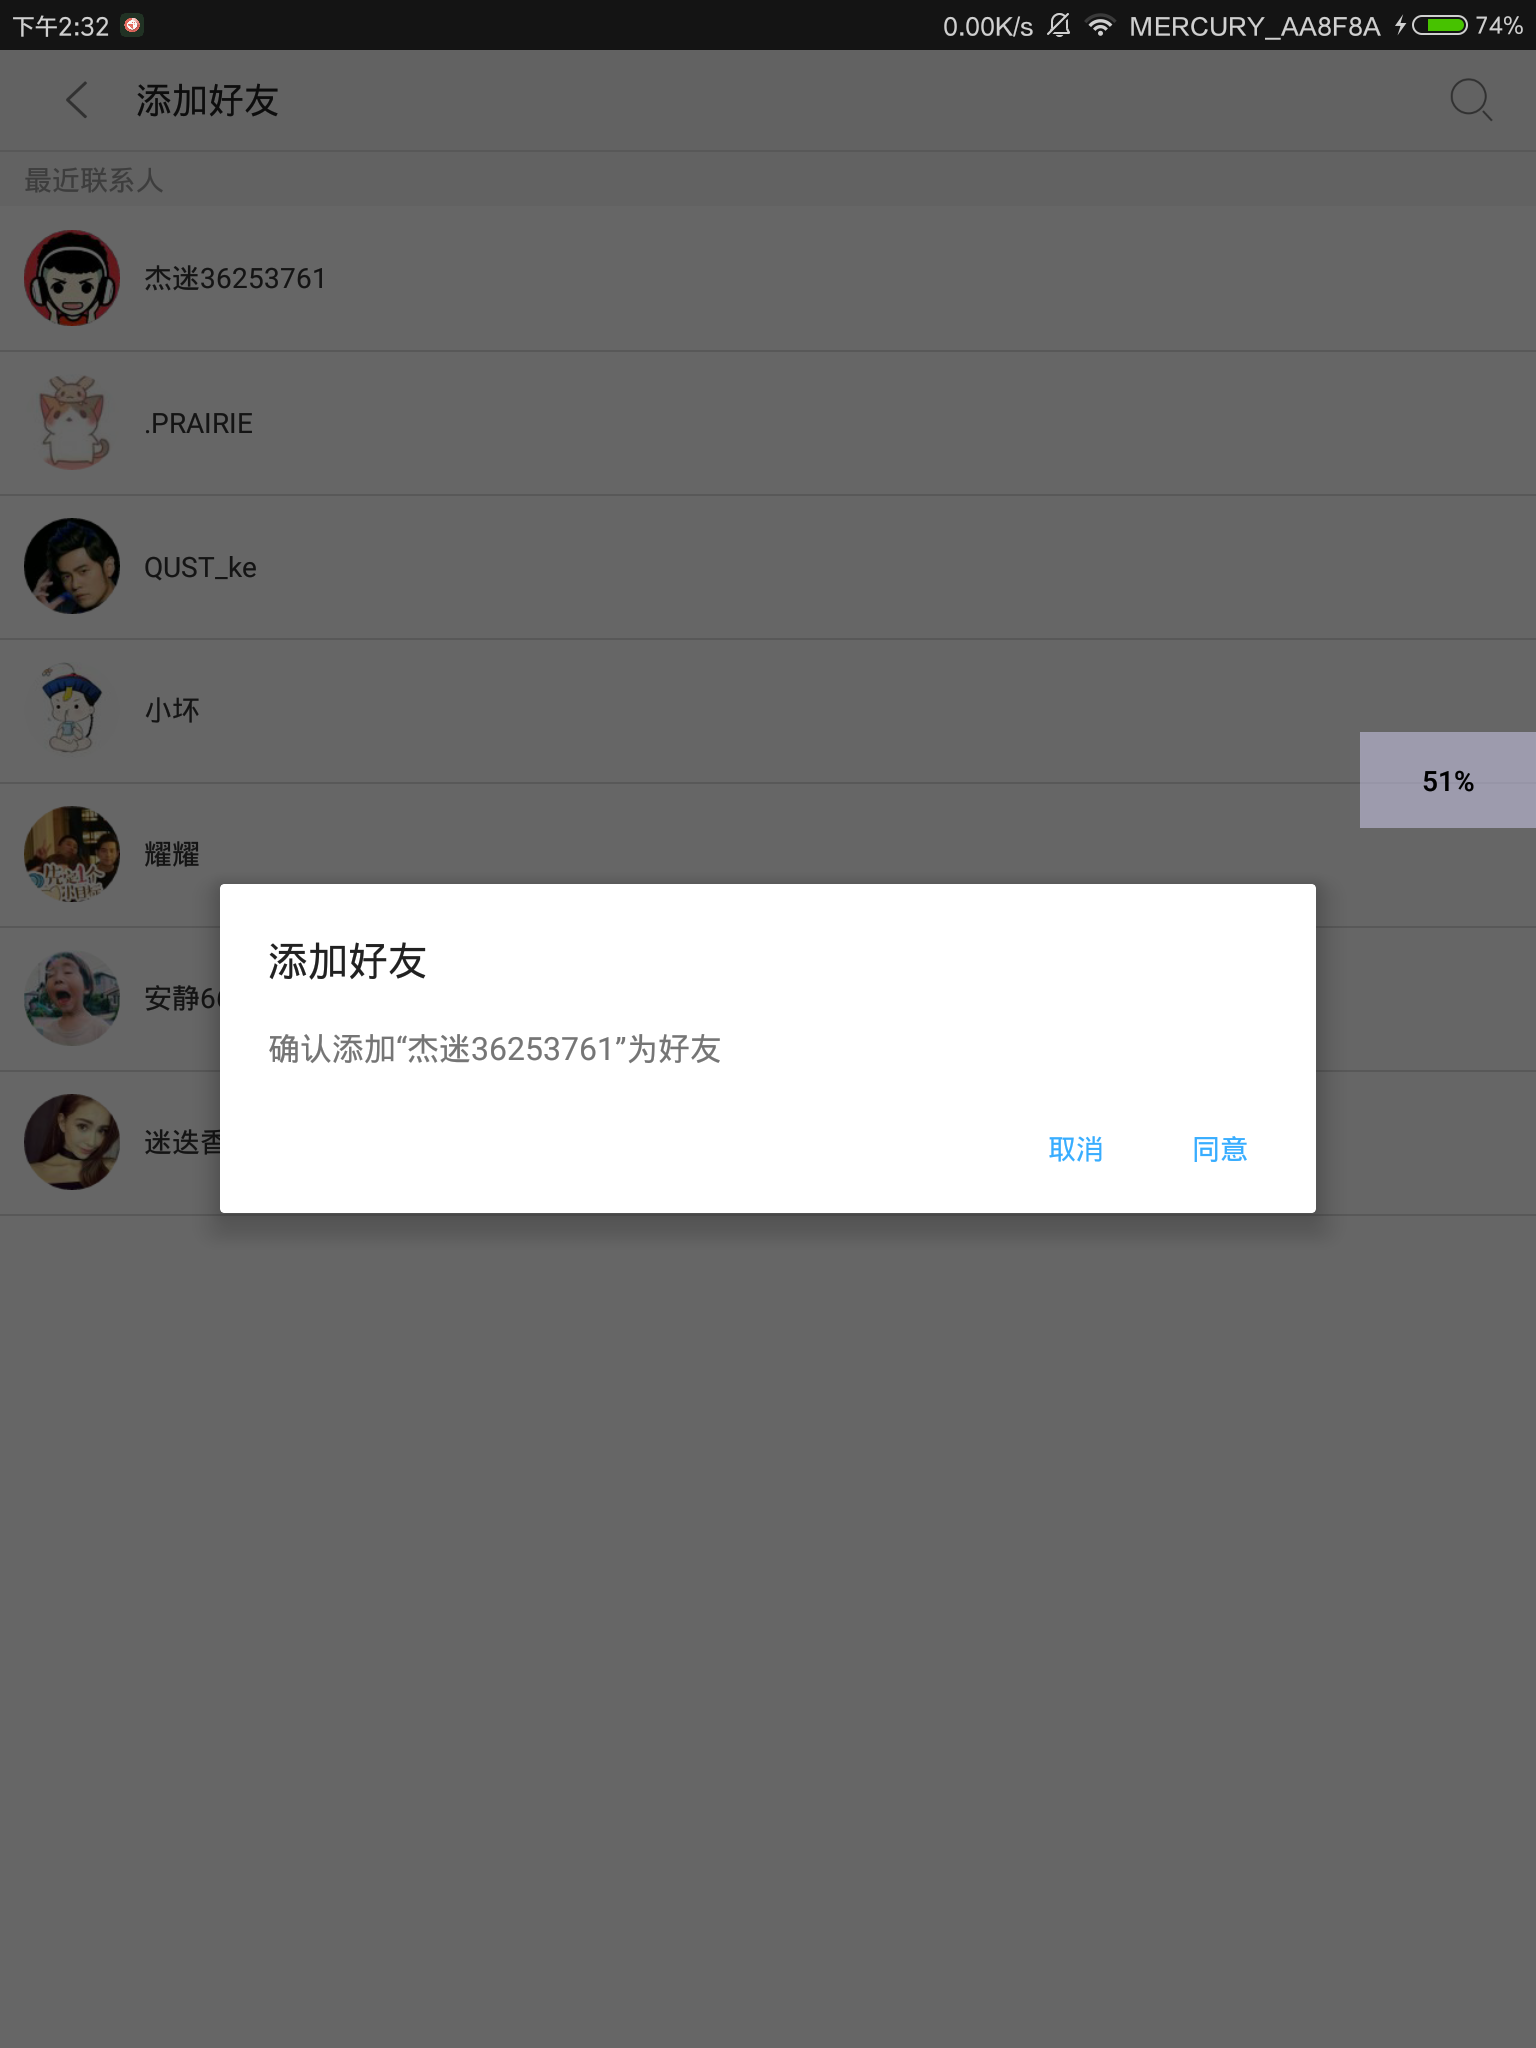 下午2:32
0.00K/s MERCURY_AA8F8A 74%
添加好友
最近联系人
杰迷36253761
.PRAIRIE
QUST_ke
小坏
51%
耀耀
安静6
迷迭香
添加好友
确认添加“杰迷36253761”为好友
取消 同意